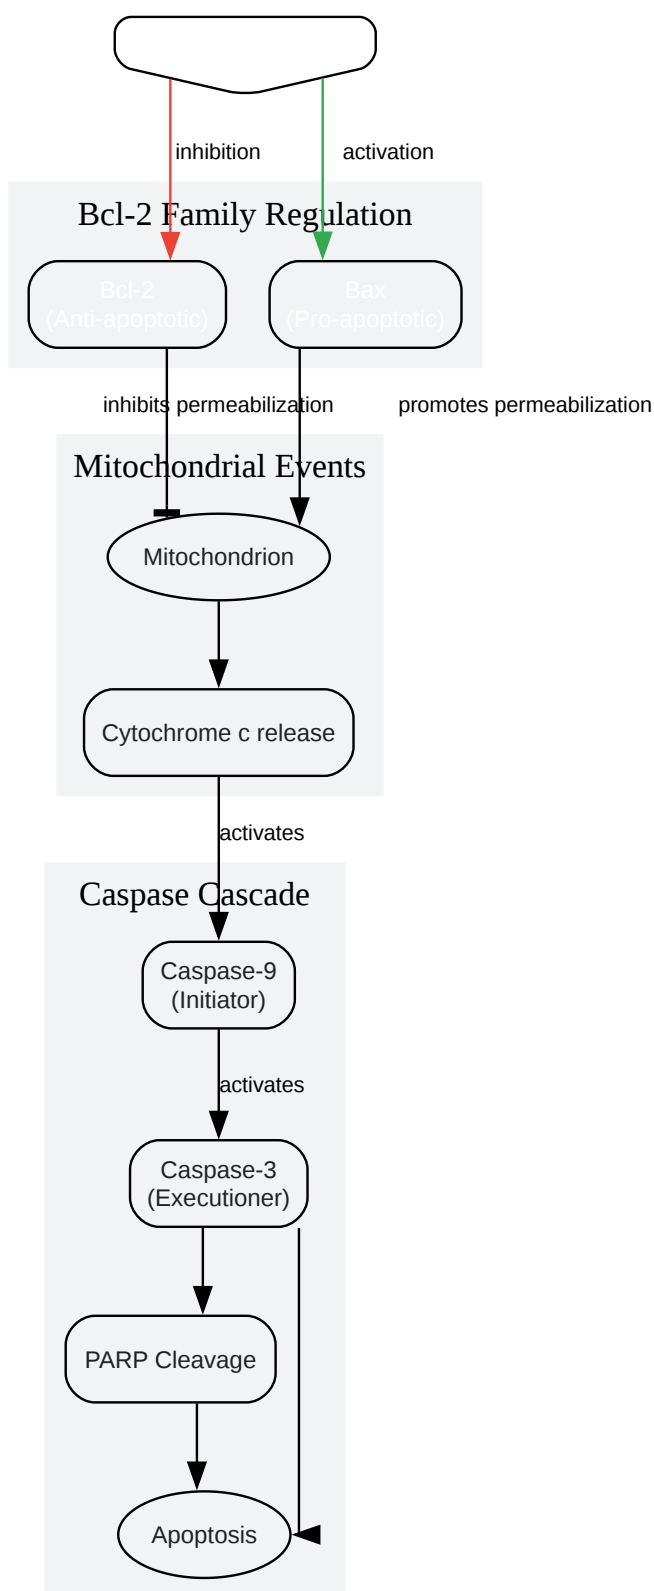 inhibition
activation
Bcl-2 Family Regulation
Bcl-2
(Anti-apoptotic)
Bax
(Pro-apoptotic)
inhibits permeabilization
promotes permeabilization
Mitochondrial Events
Mitochondrion
Cytochrome c release
activates
Caspase Cascade
Caspase-9
(Initiator)
activates
Caspase-3
(Executioner)
PARP Cleavage
Apoptosis